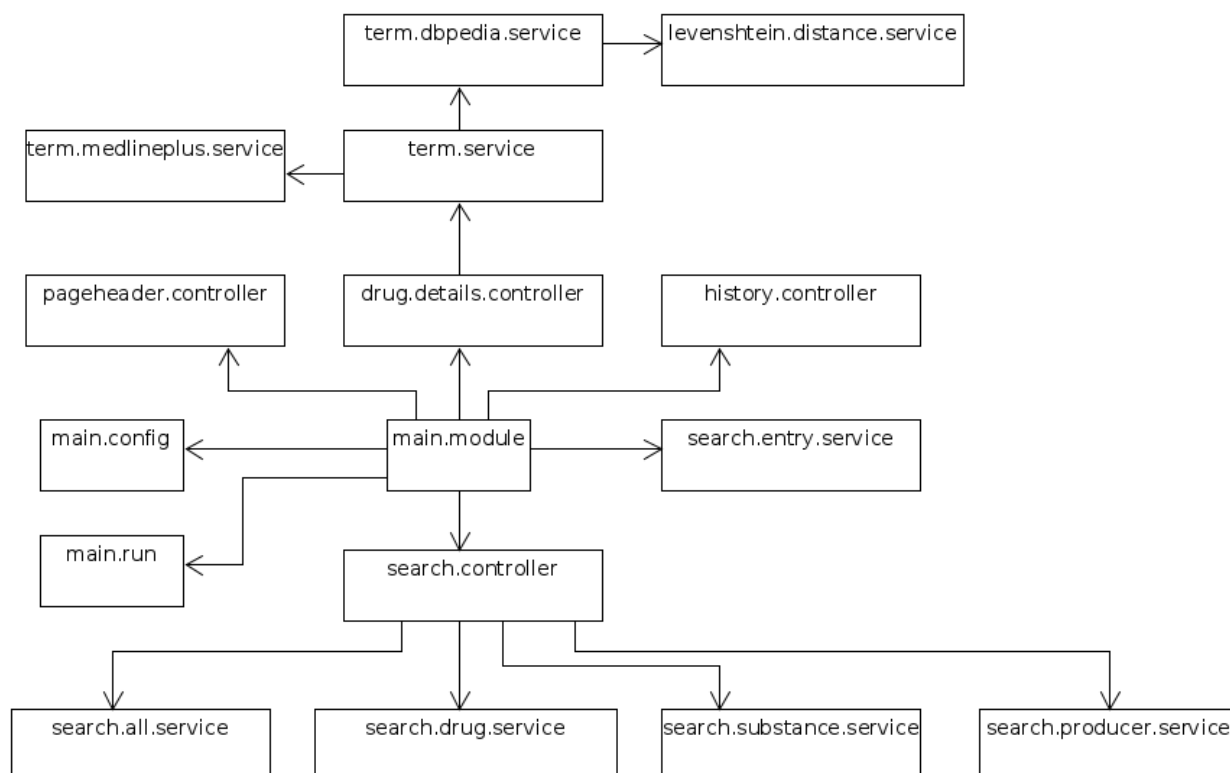 term.dbpedia.service
levenshtein.distance.service
term.medlineplus.service
term.service
pageheader.controller
drug.details.controller
history.controller
main.config
main.module
search.entry.service
main.run
search.controller
search.all.service
search.drug.service
search.substance.service
search.producer.service